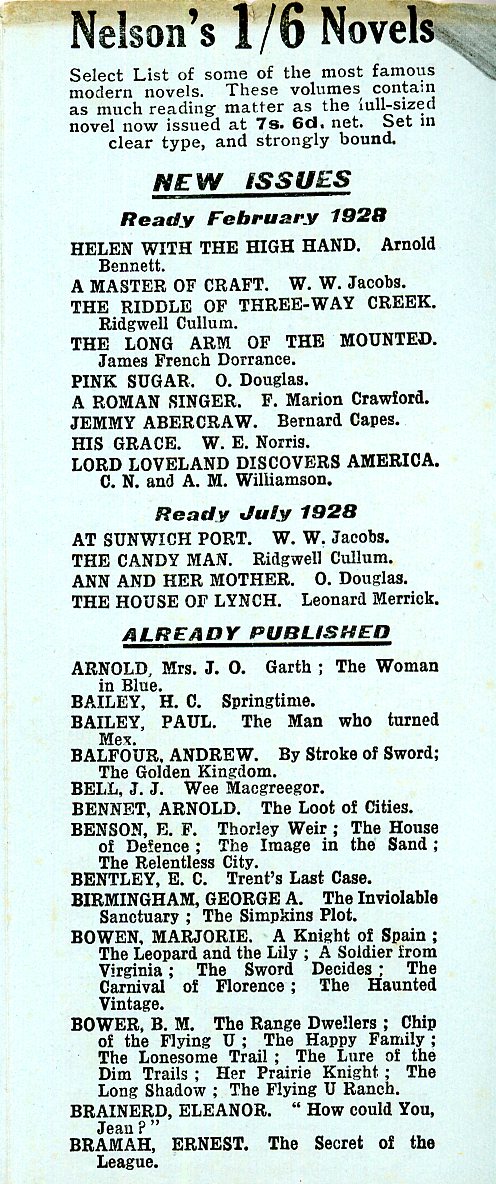 Nelson's 1/6 Novels
Select List of some of the most famous
modern novels. These volumes contain
as much reading matter as the full-sized
novel now issued at 7s. 6d. net. Set in
clear type, and strongly bound.
NEW ISSUES
Ready February 1928
HELEN WITH THE HIGH HAND. Arnold
Bennett.
A MASTER OF CRAFT. W. W. Jacobs.
THE RIDDLE OF THREE-WAY CREEK.
Ridgwell Cullum.
THE LONG ARM OF THE MOUNTED.
James French Dorrance.
PINK SUGAR. O. Douglas.
A ROMAN SINGER. F. Marion Crawford.
JEMMY ABERCRAW. Bernard Capes.
HIS GRACE. W. E. Norris.
LORD LOVELAND DISCOVERS AMERICA.
C. N. and A. M. Williamson.
Ready July 1928
AT SUNWICH PORT. W. W. Jacobs.
THE CANDY MAN. Ridgwell Cullum.
ANN AND HER MOTHER. O. Douglas.
THE HOUSE OF LYNCH. Leonard Merrick.
ALREADY PUBLISHED
ARNOLD, Mrs. J. O. Garth ; The Woman
in Blue.
BAILEY, H. C. Springtime.
BAILEY, PAUL. The Man who turned
Mex.
BALFOUR, ANDREW. By Stroke of Sword;
The Golden Kingdom.
BELL, J. J. Wee Macgreegor.
BENNET, ARNOLD. The Loot of Cities.
BENSON, E. F. Thorley Weir ; The House
of Defence ; The Image in the Sand ;
The Relentless City.
BENTLEY, E. C. Trent's Last Case.
BIRMINGHAM, GEORGE A. The Inviolable
Sanctuary ; The Simpkins Plot.
BOWEN, MARJORIE. A Knight of Spain ;
The Leopard and the Lily ; A Soldier from
Virginia ; The Sword Decides ; The
Carnival of Florence ; The Haunted
Vintage.
BOWER, B. M. The Range Dwellers ; Chip
of the Flying U ; The Happy Family ;
The Lonesome Trail ; The Lure of the
Dim Trails ; Her Prairie Knight ; The
Long Shadow ; The Flying U Ranch.
BRAINERD, ELEANOR. " How could You,
Jean ? "
BRAMAH, ERNEST. The Secret of the
League.